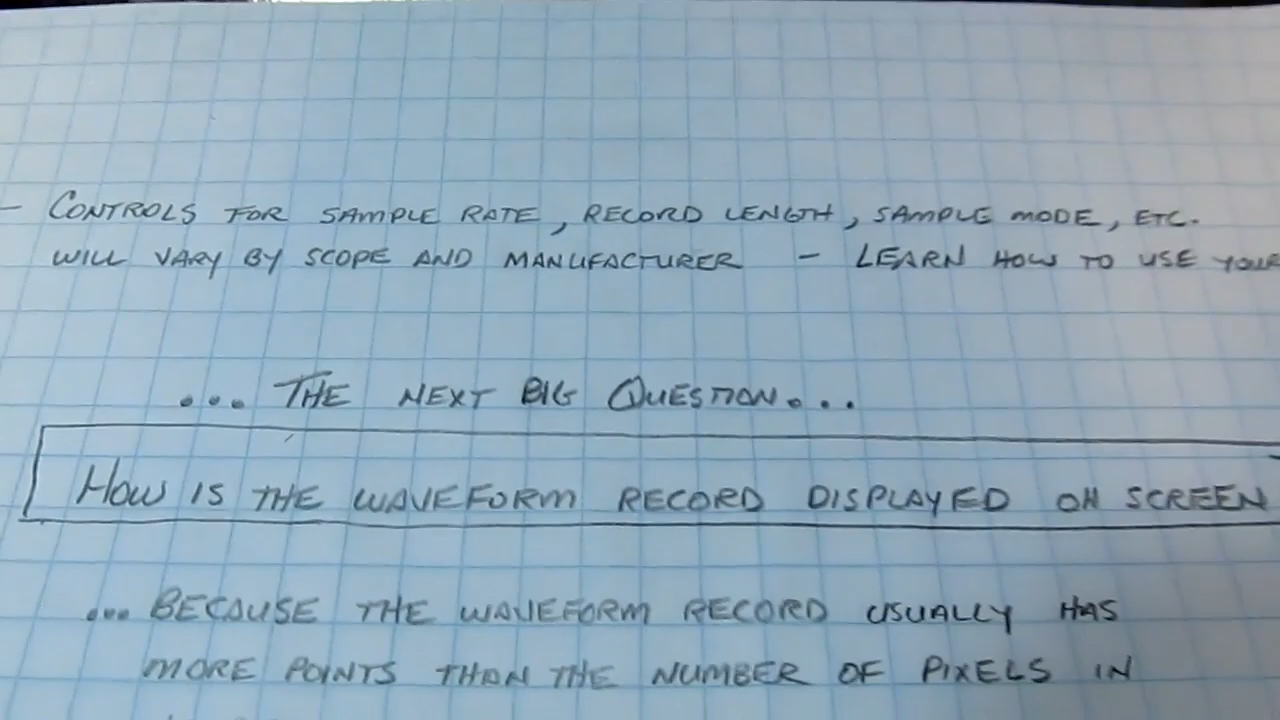 - CONTROLS FOR SAMPLE RATE, RECORD LENGTH, SAMPLE MODE, ETC.
WILL VARY BY SCOPE AND MANUFACTURER - LEARN HOW TO USE YOUR
... THE NEXT BIG QUESTION...
HOW IS THE WAVEFORM RECORD DISPLAYED ON SCREEN
... BECAUSE THE WAVEFORM RECORD USUALLY HAS
MORE POINTS THAN THE NUMBER OF PIXELS IN